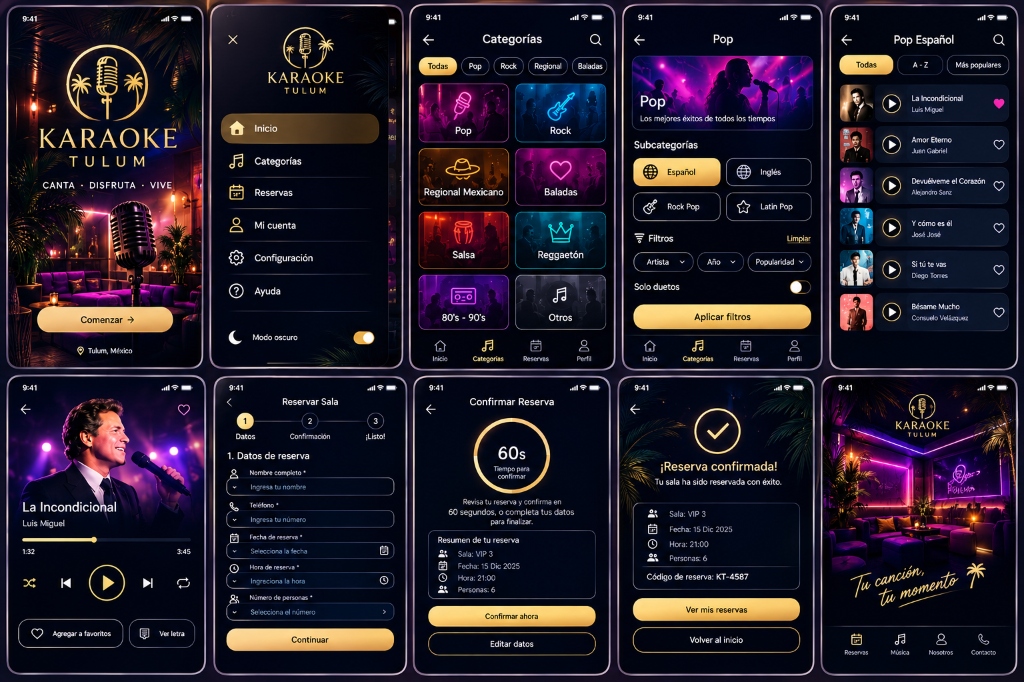 9:41
KARAOKE
TULUM
CANTA · DISFRUTA · VIVE
Comenzar →
Tulum, México
KARAOKE
TULUM
Inicio
Categorías
Reservas
Mi cuenta
Configuración
Ayuda
Modo oscuro
9:41
Categorías
Todas Pop Rock Regional Baladas
Pop Rock
Regional Mexicano Baladas
Salsa Reggaetón
80's - 90's Otros
Inicio Categorías Reservas Perfil
9:41
Pop
Pop
Los mejores éxitos de todos los tiempos
Subcategorías
Español Inglés
Rock Pop Latin Pop
Filtros Limpiar
Artista Año Popularidad
Solo duetos
Aplicar filtros
Inicio Categorías Reservas Perfil
9:41
Pop Español
Todas A - Z Más populares
La Incondicional
Luis Miguel
Amor Eterno
Juan Gabriel
Devuélveme el Corazón
Alejandro Sanz
Y cómo es él
José José
Si tú te vas
Diego Torres
Bésame Mucho
Consuelo Velázquez
9:41
La Incondicional
Luis Miguel
1:32 3:45
Agregar a favoritos Ver letra
9:41
Reservar Sala
1 2 3
Datos Confirmación ¡Listo!
1. Datos de reserva
Nombre completo *
Ingresa tu nombre
Teléfono *
Ingresa tu número
Fecha de reserva *
Selecciona la fecha
Hora de reserva *
Número de personas *
Selecciona el número
Continuar
9:41
Confirmar Reserva
60s
Tiempo para
confirmar
Revisa tu reserva y confirma en
60 segundos, o completa tus datos
para finalizar.
Resumen de tu reserva
Sala: VIP 3
Fecha: 15 Dic 2025
Hora: 21:00
Personas: 6
Confirmar ahora
Editar datos
9:41
¡Reserva confirmada!
Tu sala ha sido reservada con éxito.
Sala: VIP 3
Fecha: 15 Dic 2025
Hora: 21:00
Personas: 6
Código de reserva: KT-4587
Ver mis reservas
Volver al inicio
9:41
KARAOKE
TULUM
Tu canción,
tu momento
Reservas Música Nosotros Contacto